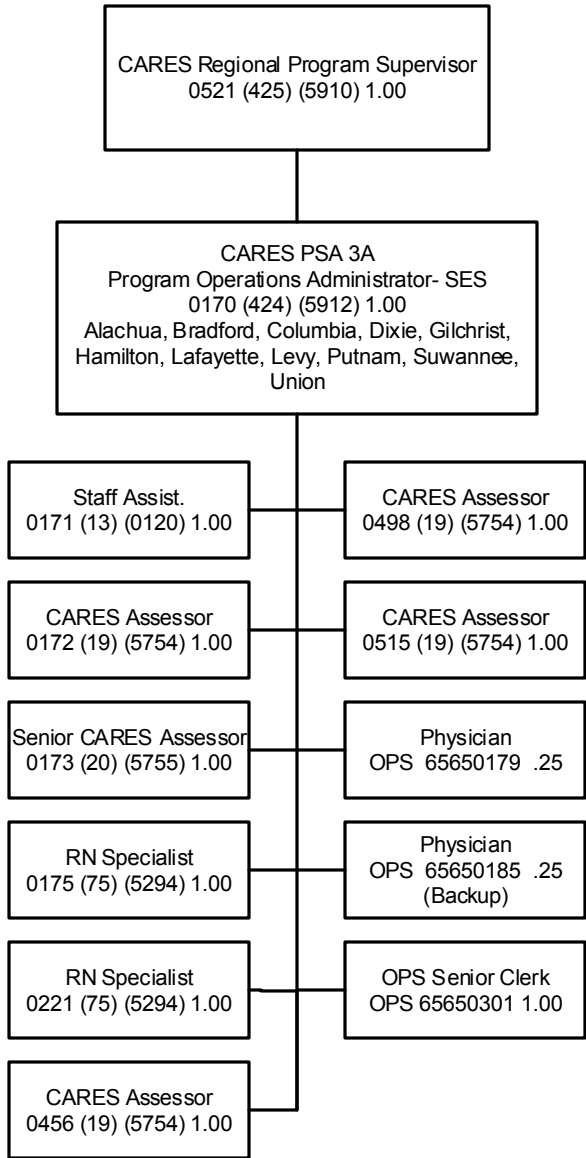 CARES Regional Program Supervisor
0521 (425) (5910) 1.00
CARES PSA 3A
Program Operations Administrator- SES
0170 (424) (5912) 1.00
Alachua, Bradford, Columbia, Dixie, Gilchrist,
Hamilton, Lafayette, Levy, Putnam, Suwannee,
Union
Staff Assist.
0171 (13) (0120) 1.00
CARES Assessor
0498 (19) (5754) 1.00
CARES Assessor
0172 (19) (5754) 1.00
CARES Assessor
0515 (19) (5754) 1.00
Senior CARES Assessor
0173 (20) (5755) 1.00
Physician
OPS 65650179 .25
RN Specialist
0175 (75) (5294) 1.00
Physician
OPS 65650185 .25
(Backup)
RN Specialist
0221 (75) (5294) 1.00
OPS Senior Clerk
OPS 65650301 1.00
CARES Assessor
0456 (19) (5754) 1.00